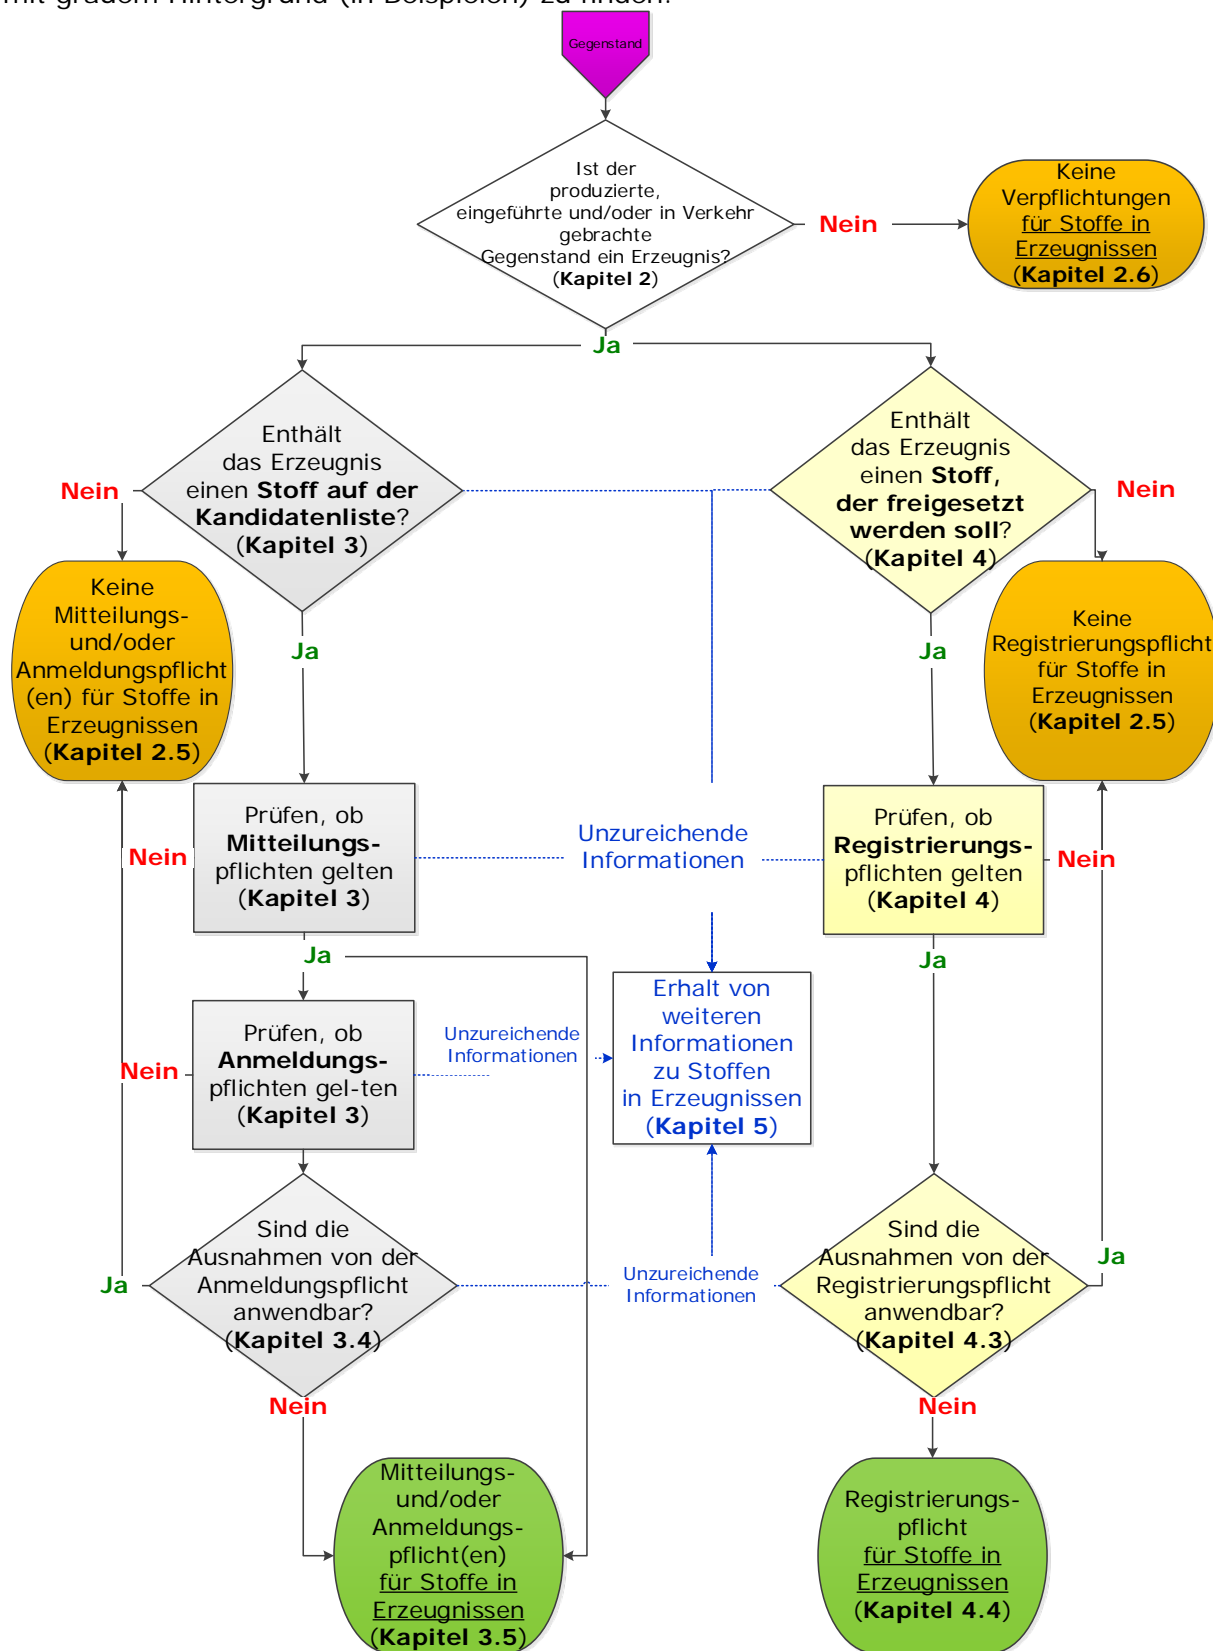 mit grauem Hintergrund (in Beispielen) zu finden.
Gegenstand
Ist der
produzierte,
eingeführte und/oder in Verkehr
gebrachte
Gegenstand ein Erzeugnis?
(Kapitel 2)
Nein
Keine
Verpflichtungen
für Stoffe in
Erzeugnissen
(Kapitel 2.6)
Ja
Enthält
das Erzeugnis
einen Stoff auf der
Kandidatenliste?
(Kapitel 3)
Nein
Enthält
das Erzeugnis
einen Stoff,
der freigesetzt
werden soll?
(Kapitel 4)
Nein
Keine
Mitteilungs-
und/oder
Anmeldungspflicht
(en) für Stoffe in
Erzeugnissen
(Kapitel 2.5)
Ja
Ja
Keine
Registrierungspflicht
für Stoffe in
Erzeugnissen
(Kapitel 2.5)
Prüfen, ob
Mitteilungs-
pflichten gelten
(Kapitel 3)
Nein
Unzureichende
Informationen
Prüfen, ob
Registrierungs-
pflichten gelten
(Kapitel 4)
Nein
Ja
Ja
Prüfen, ob
Anmeldungs-
pflichten gel-ten
(Kapitel 3)
Nein
Unzureichende
Informationen
Erhalt von
weiteren
Informationen
zu Stoffen
in Erzeugnissen
(Kapitel 5)
Sind die
Ausnahmen von der
Anmeldungspflicht
anwendbar?
(Kapitel 3.4)
Ja
Unzureichende
Informationen
Sind die
Ausnahmen von der
Registrierungspflicht
anwendbar?
(Kapitel 4.3)
Ja
Nein
Nein
Mitteilungs-
und/oder
Anmeldungs-
pflicht(en)
für Stoffe in
Erzeugnissen
(Kapitel 3.5)
Registrierungs-
pflicht
für Stoffe in
Erzeugnissen
(Kapitel 4.4)